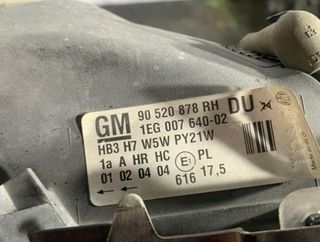 GM 90 520 878 RH DU
1EG 007 640-02
HB3 H7 W5W PY21W
1a A HR HC E1 PL
01 02 04 04 616 17,5